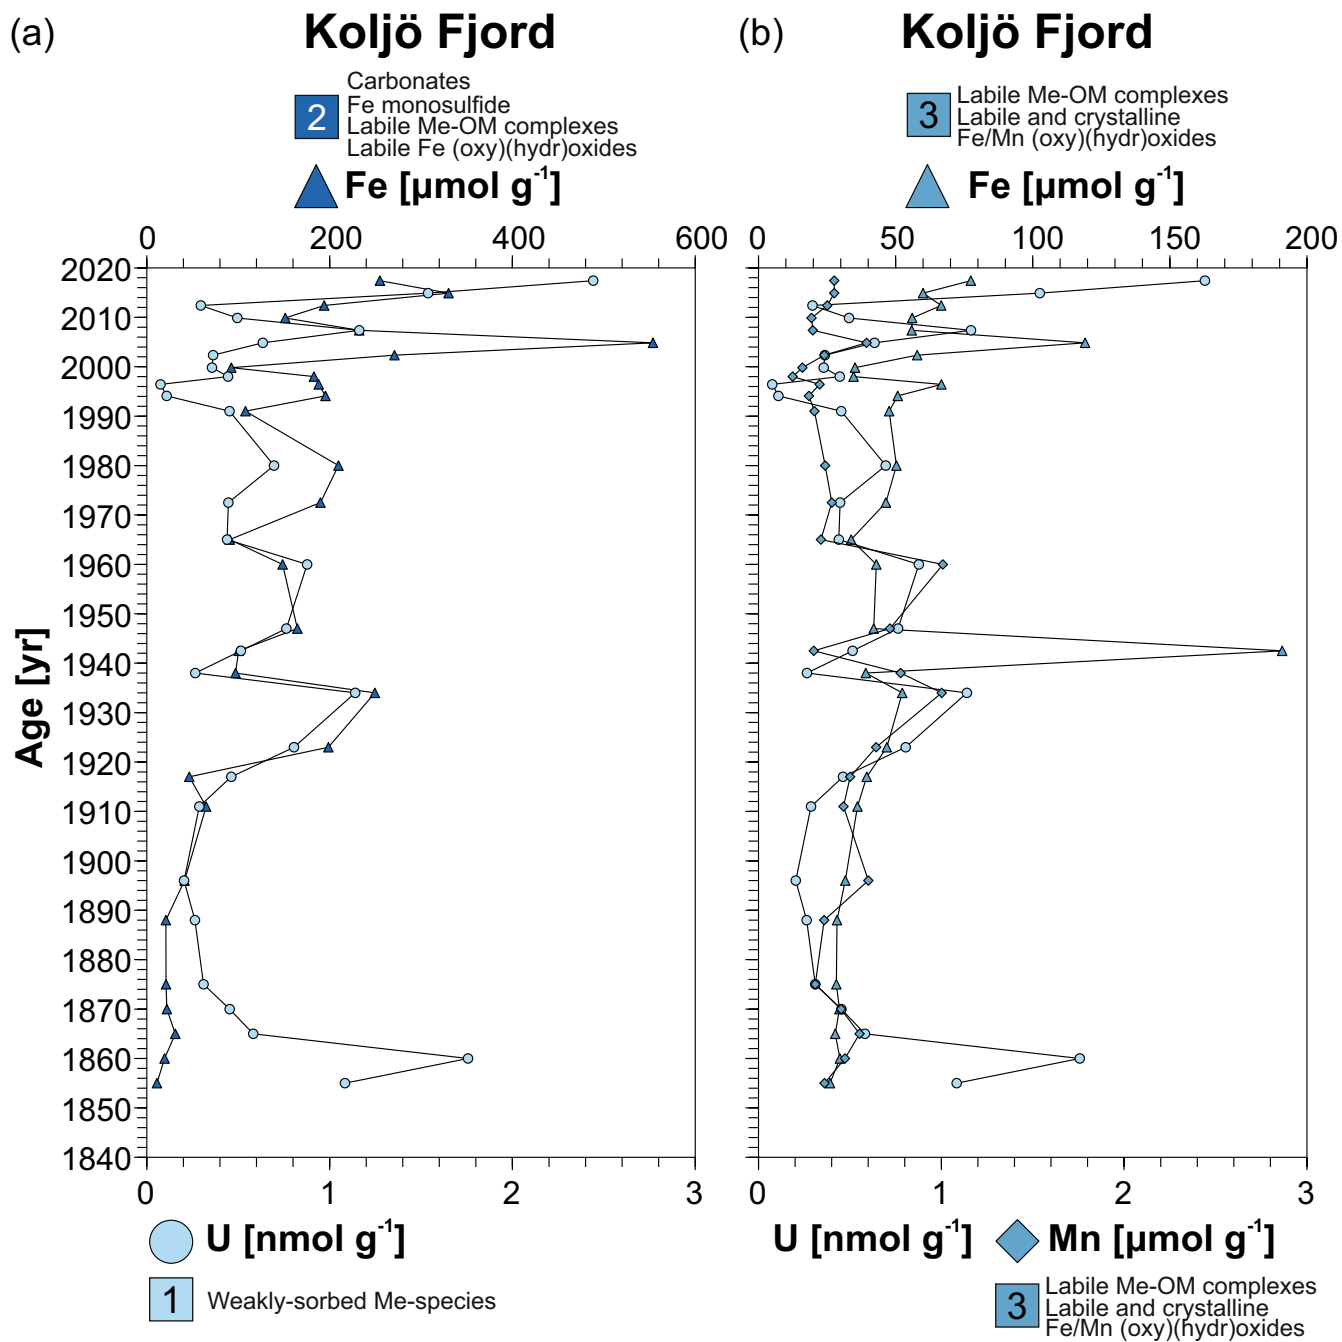 (a)
Koljö Fjord
2
Carbonates
Fe monosulfide
Labile Me-OM complexes
Labile Fe (oxy)(hydr)oxides
Fe [µmol g⁻¹]
0 200 400 600
2020
2010
2000
1990
1980
1970
1960
1950
1940
1930
1920
1910
1900
1890
1880
1870
1860
1850
1840
Age [yr]
0 1 2 3
U [nmol g⁻¹]
1
Weakly-sorbed Me-species
(b)
Koljö Fjord
3
Labile Me-OM complexes
Labile and crystalline
Fe/Mn (oxy)(hydr)oxides
Fe [µmol g⁻¹]
0 50 100 150 200
0 1 2 3
U [nmol g⁻¹]
Mn [µmol g⁻¹]
3
Labile Me-OM complexes
Labile and crystalline
Fe/Mn (oxy)(hydr)oxides